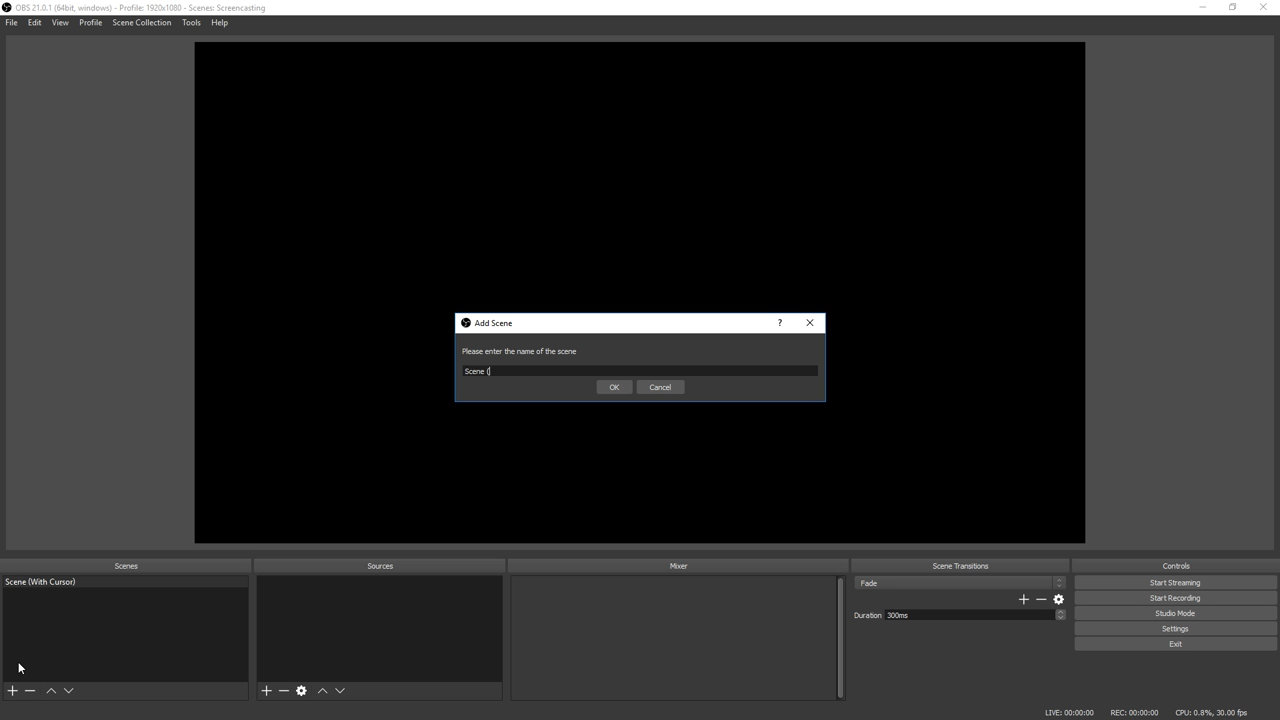 OBS 21.0.1 (64bit, windows) - Profile: 1920x1080 - Scenes: Screencasting
File Edit View Profile Scene Collection Tools Help
Add Scene ?
Please enter the name of the scene
Scene (
OK Cancel
Scenes Sources Mixer Scene Transitions Controls
Scene (With Cursor)
Fade
Duration 300ms
Start Streaming
Start Recording
Studio Mode
Settings
Exit
LIVE: 00:00:00 REC: 00:00:00 CPU: 0.8%, 30.00 fps